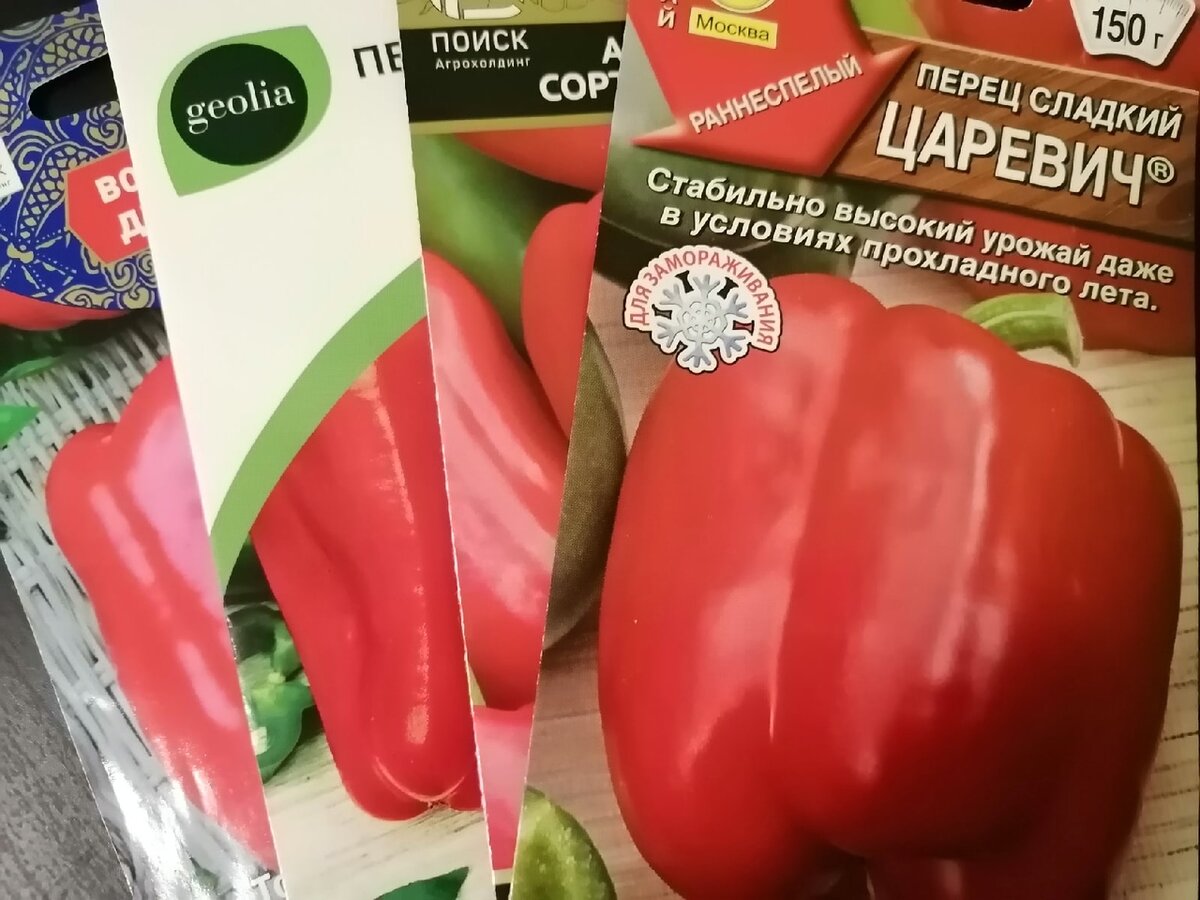 geolia
ПОИСК
Агрохолдинг
Москва
РАННЕСПЕЛЫЙ
150 г
ПЕРЕЦ СЛАДКИЙ
ЦАРЕВИЧ®
Стабильно высокий урожай даже
в условиях прохладного лета.
ДЛЯ ЗАМОРАЖИВАНИЯ